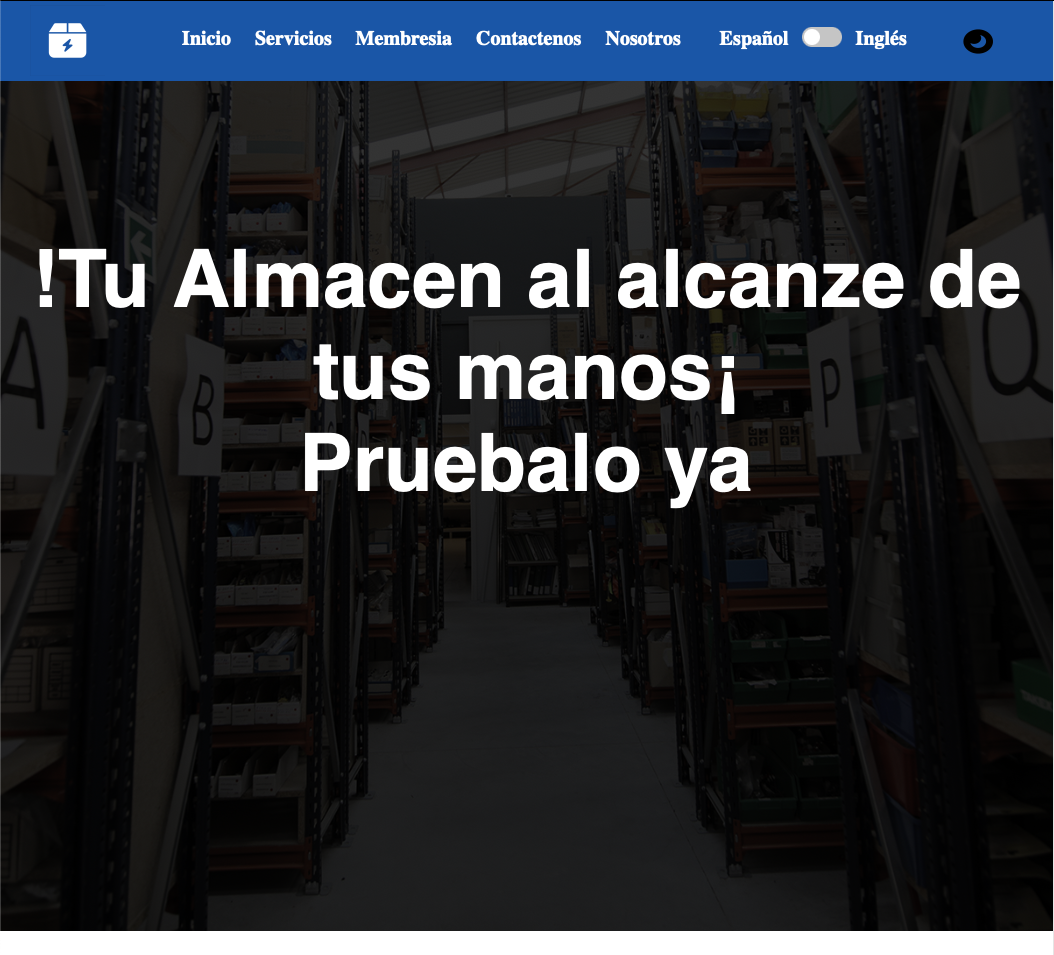 Inicio Servicios Membresia Contactenos Nosotros Español Inglés
!Tu Almacen al alcanze de
tus manos¡
Pruebalo ya
A
B
P
Q